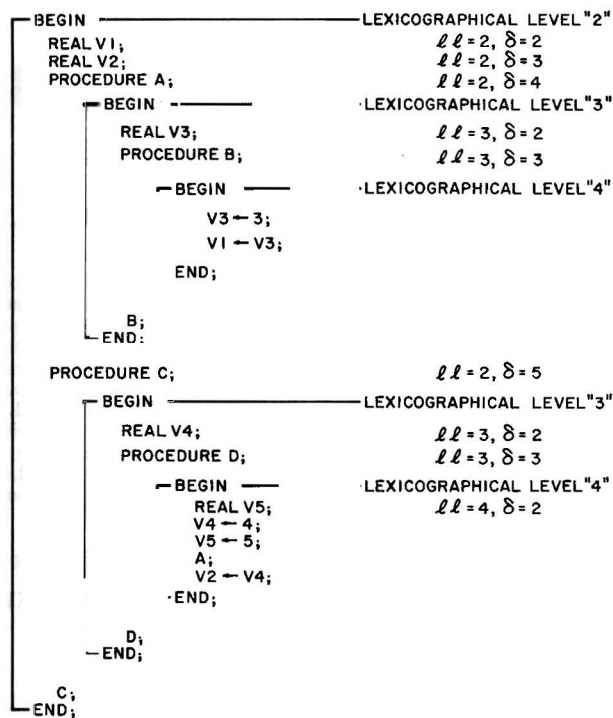 BEGIN LEXICOGRAPHICAL LEVEL "2"
REAL V1; ℓℓ=2, δ=2
REAL V2; ℓℓ=2, δ=3
PROCEDURE A; ℓℓ=2, δ=4
BEGIN LEXICOGRAPHICAL LEVEL "3"
REAL V3; ℓℓ=3, δ=2
PROCEDURE B; ℓℓ=3, δ=3
BEGIN LEXICOGRAPHICAL LEVEL "4"
V3←3;
V1←V3;
END;
B;
END;
PROCEDURE C; ℓℓ=2, δ=5
BEGIN LEXICOGRAPHICAL LEVEL "3"
REAL V4; ℓℓ=3, δ=2
PROCEDURE D; ℓℓ=3, δ=3
BEGIN LEXICOGRAPHICAL LEVEL "4"
REAL V5; ℓℓ=4, δ=2
V4←4;
V5←5;
A;
V2←V4;
END;
D;
END;
C;
END;